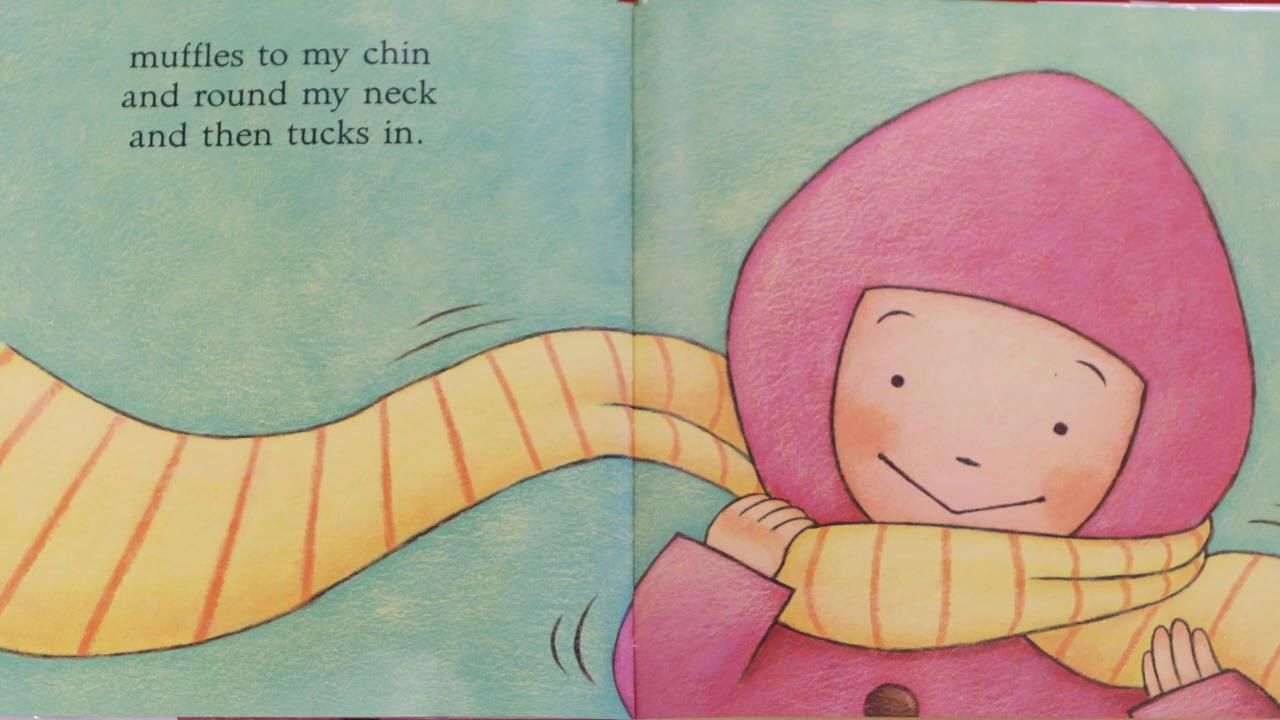 muffles to my chin
and round my neck
and then tucks in.